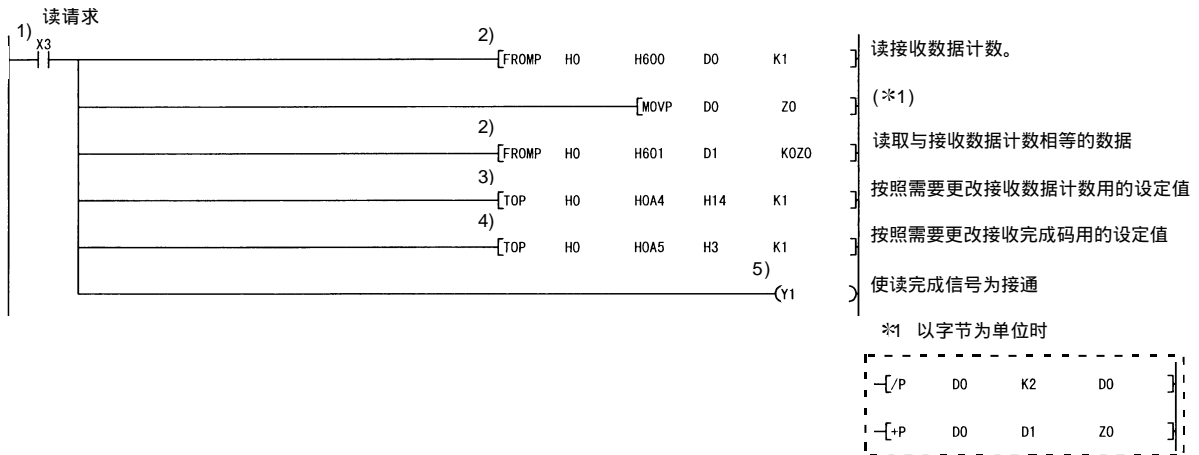 读请求
1) X3
2) FROMP H0 H600 D0 K1 读接收数据计数。
MOVP D0 Z0 (※1)
2) FROMP H0 H601 D1 K0Z0 读取与接收数据计数相等的数据
3) TOP H0 H0A4 H14 K1 按照需要更改接收数据计数用的设定值
4) TOP H0 H0A5 H3 K1 按照需要更改接收完成码用的设定值
5) Y1 使读完成信号为接通
※1 以字节为单位时
/P D0 K2 D0
+P D0 D1 Z0